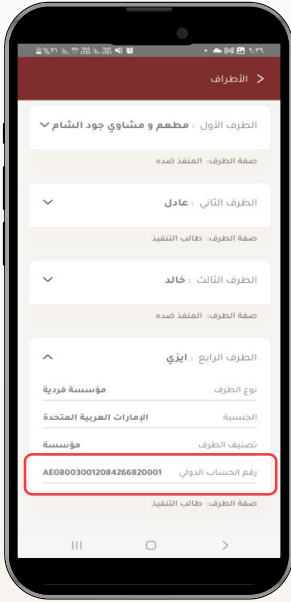 ٩:٢٩
الأطراف
الطرف الأول : مطعم و مشاوي جود الشام
صفة الطرف: المنفذ ضده
الطرف الثاني : عادل
صفة الطرف: طالب التنفيذ
الطرف الثالث : خالد
صفة الطرف: المنفذ ضده
الطرف الرابع : ايزي
نوع الطرف مؤسسة فردية
الجنسية الإمارات العربية المتحدة
تصنيف الطرف مؤسسة
رقم الحساب الدولي AE080030012084266820001
صفة الطرف: طالب التنفيذ